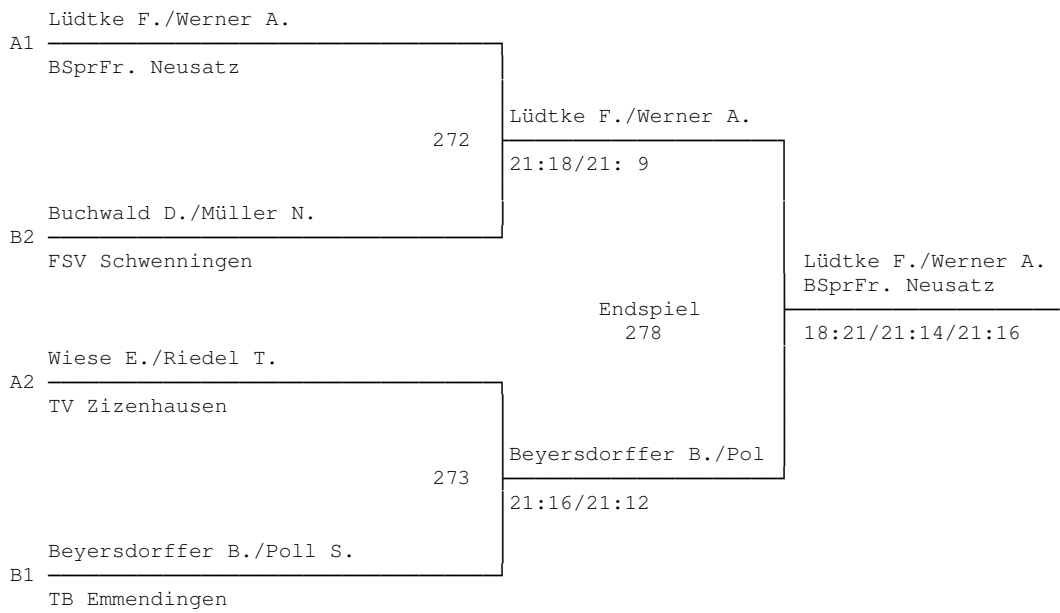 Lüdtke F./Werner A.
A1
BSprFr. Neusatz
Lüdtke F./Werner A.
272
21:18/21: 9
Buchwald D./Müller N.
B2
FSV Schwenningen
Lüdtke F./Werner A.
BSprFr. Neusatz
Endspiel
278
18:21/21:14/21:16
Wiese E./Riedel T.
A2
TV Zizenhausen
Beyersdorffer B./Pol
273
21:16/21:12
Beyersdorffer B./Poll S.
B1
TB Emmendingen